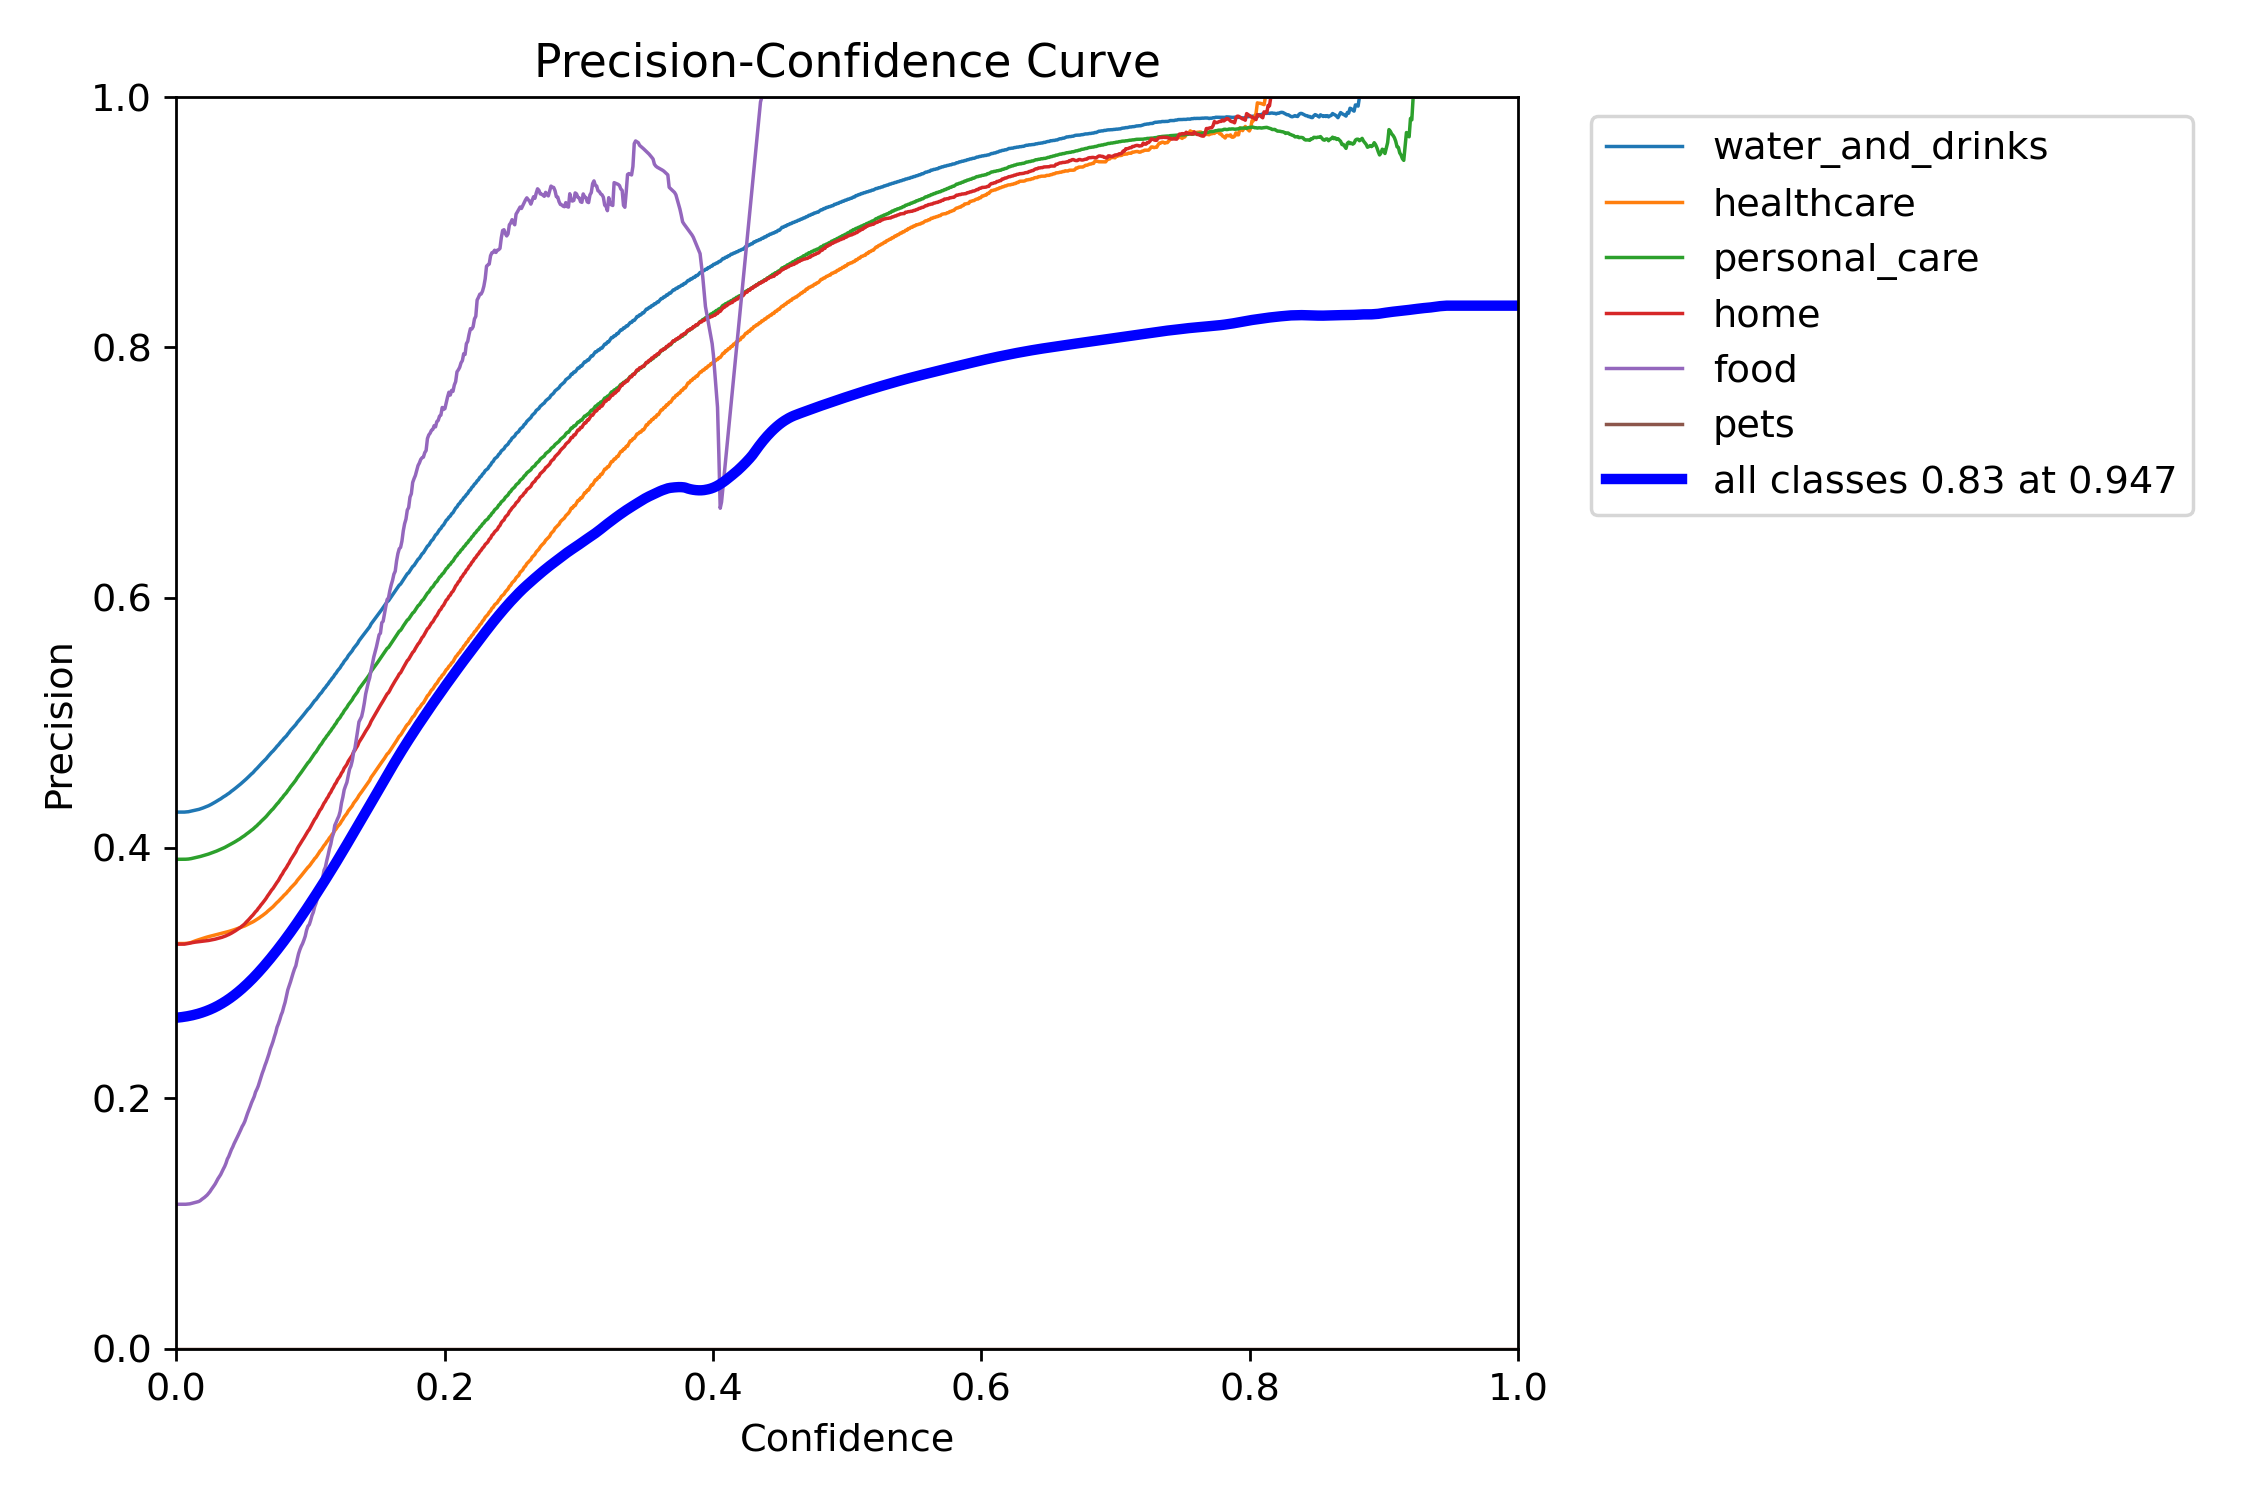 Precision-Confidence Curve
1.0
0.8
0.6
0.4
0.2
0.0
Precision
0.0 0.2 0.4 0.6 0.8 1.0
Confidence
water_and_drinks
healthcare
personal_care
home
food
pets
all classes 0.83 at 0.947